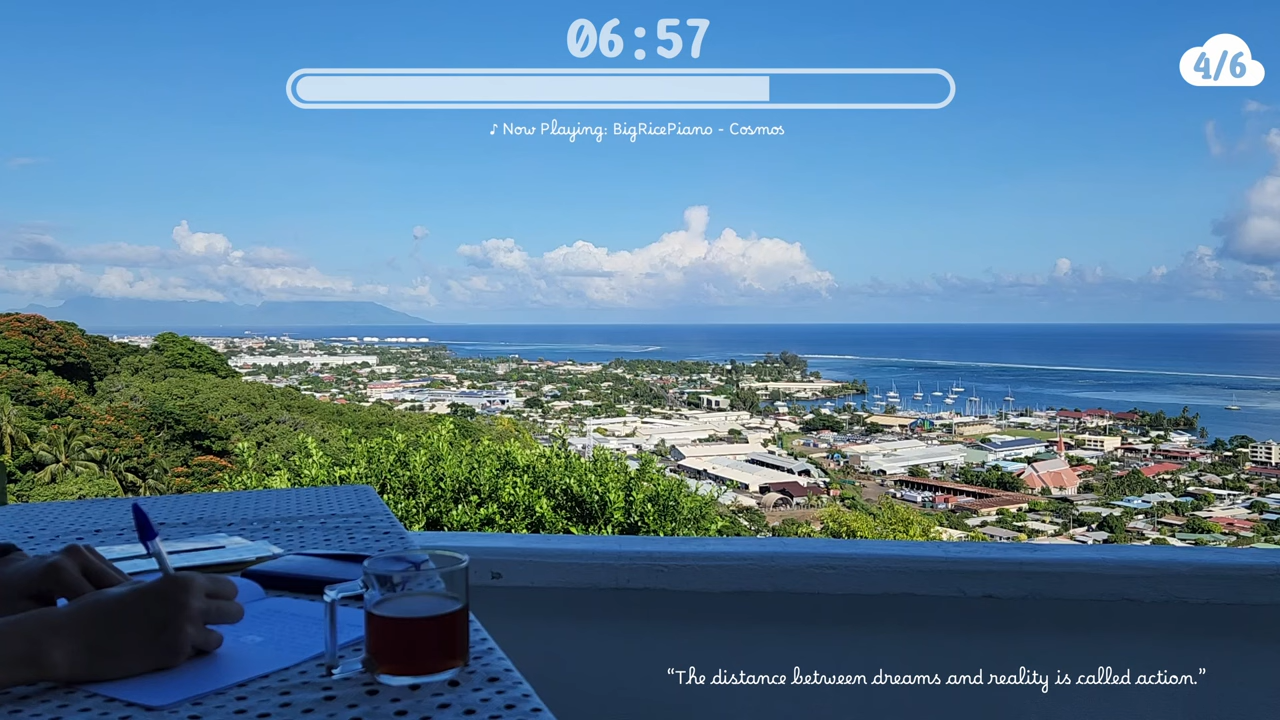 06:57
4/6
♪ Now Playing: BigRicePiano - Cosmos
“The distance between dreams and reality is called action.”